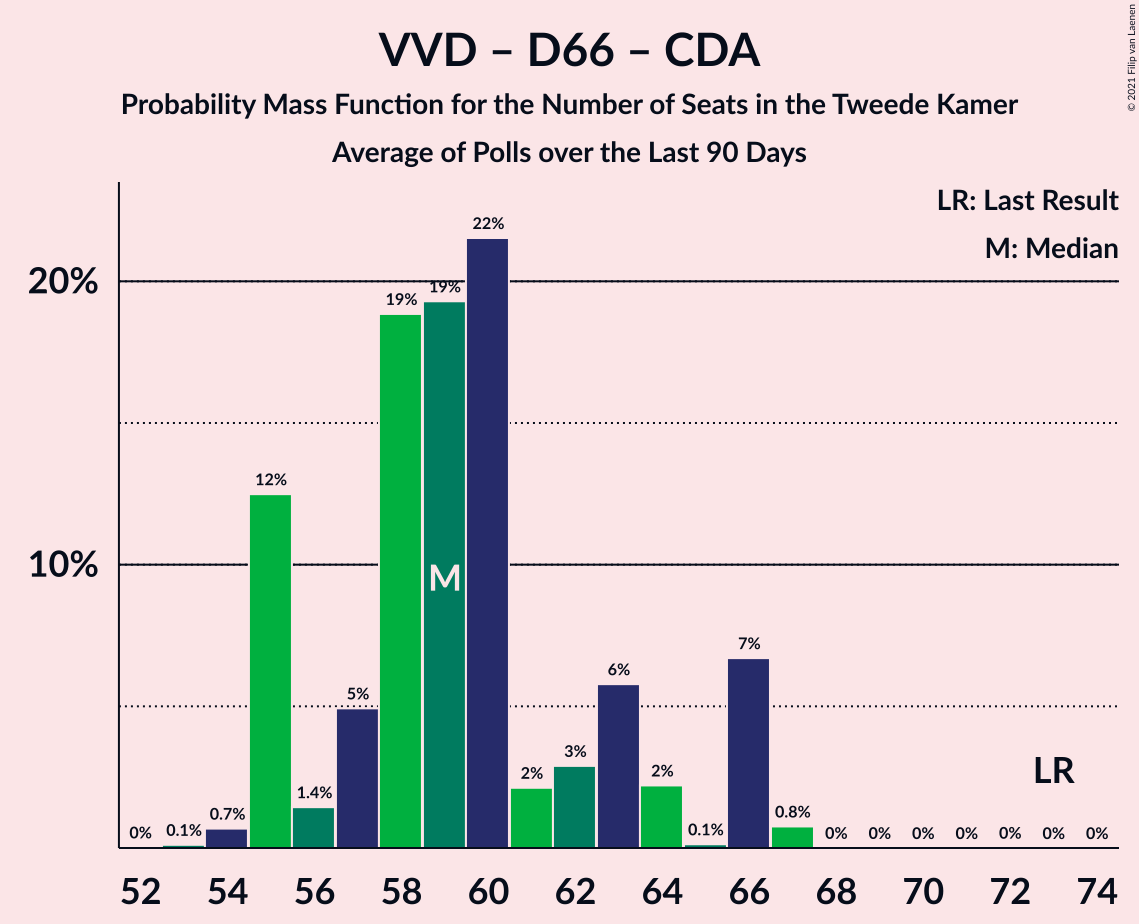 VVD – D66 – CDA
Probability Mass Function for the Number of Seats in the Tweede Kamer
Average of Polls over the Last 90 Days
© 2021 Filip van Laenen
LR: Last Result
M: Median
20%
10%
0%
0.1%
0.7%
12%
1.4%
5%
19%
19%
22%
2%
3%
6%
2%
0.1%
7%
0.8%
0%
0%
0%
0%
0%
0%
0%
M
LR
52 54 56 58 60 62 64 66 68 70 72 74